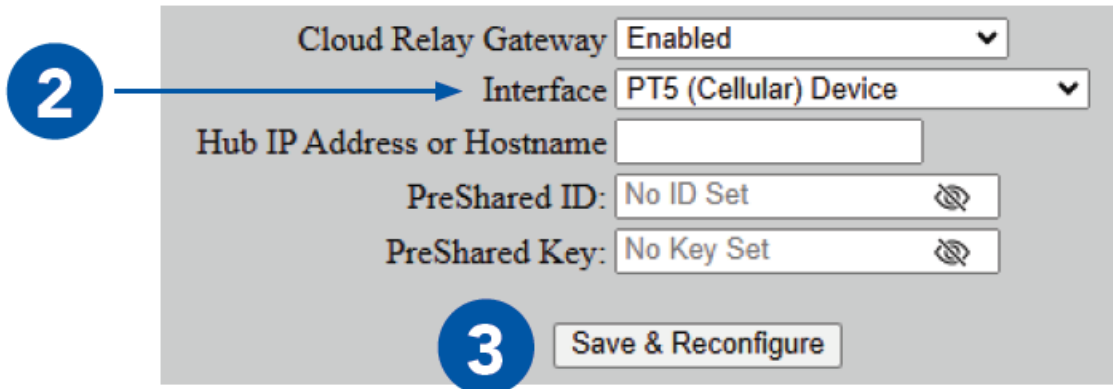 Cloud Relay Gateway Enabled
2 Interface PT5 (Cellular) Device
Hub IP Address or Hostname
PreShared ID: No ID Set
PreShared Key: No Key Set
3 Save & Reconfigure